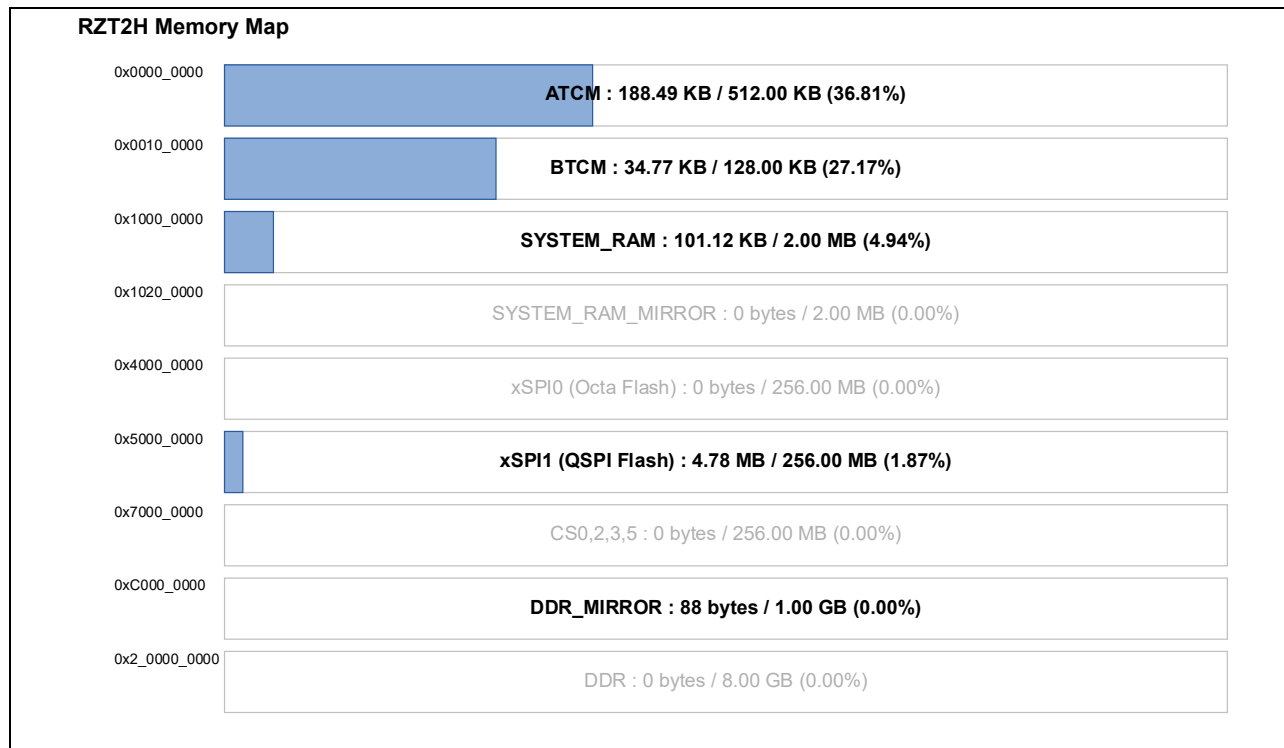 RZT2H Memory Map
0x0000_0000
ATCM : 188.49 KB / 512.00 KB (36.81%)
0x0010_0000
BTCM : 34.77 KB / 128.00 KB (27.17%)
0x1000_0000
SYSTEM_RAM : 101.12 KB / 2.00 MB (4.94%)
0x1020_0000
SYSTEM_RAM_MIRROR : 0 bytes / 2.00 MB (0.00%)
0x4000_0000
xSPI0 (Octa Flash) : 0 bytes / 256.00 MB (0.00%)
0x5000_0000
xSPI1 (QSPI Flash) : 4.78 MB / 256.00 MB (1.87%)
0x7000_0000
CS0,2,3,5 : 0 bytes / 256.00 MB (0.00%)
0xC000_0000
DDR_MIRROR : 88 bytes / 1.00 GB (0.00%)
0x2_0000_0000
DDR : 0 bytes / 8.00 GB (0.00%)